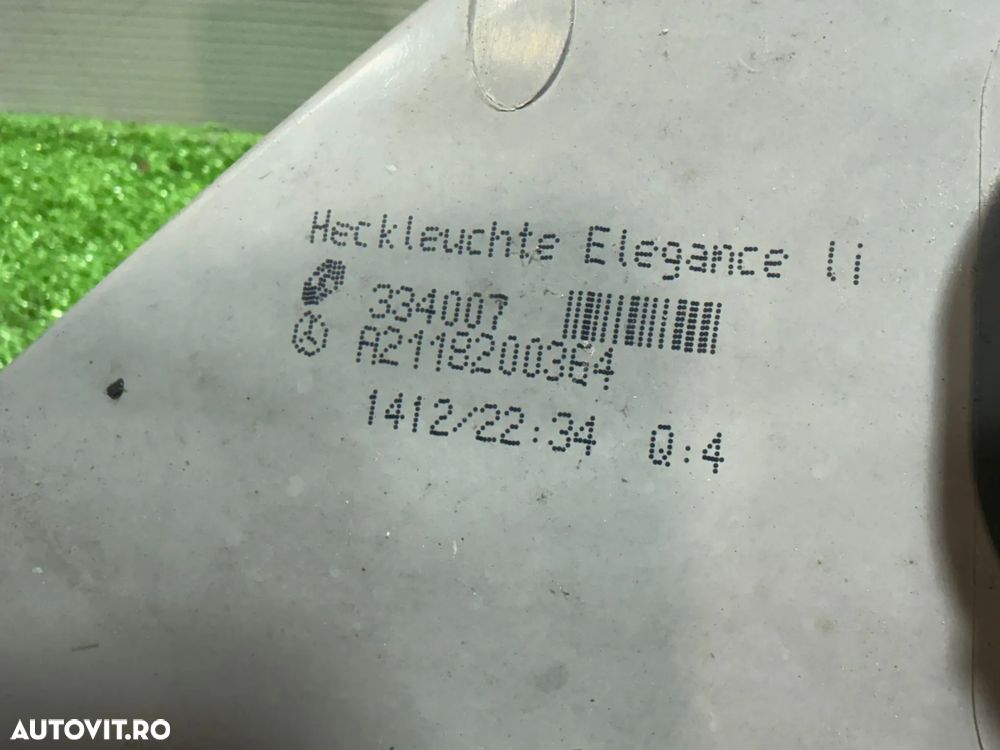 Heckleuchte Elegance li
334007
A2118200364
1412/22:34 Q:4
AUTOVIT.RO